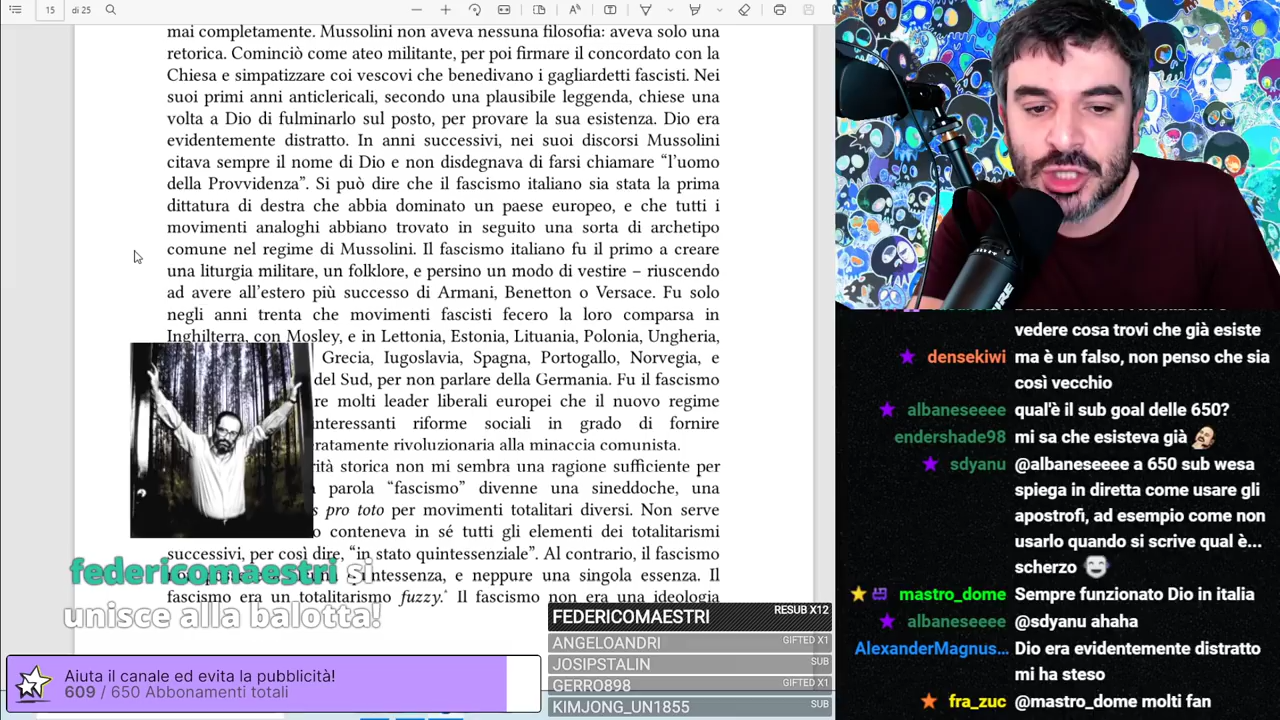 15
di 25
mai completamente. Mussolini non aveva nessuna filosofia: aveva solo una
retorica. Cominciò come ateo militante, per poi firmare il concordato con la
Chiesa e simpatizzare coi vescovi che benedivano i gagliardetti fascisti. Nei
suoi primi anni anticlericali, secondo una plausibile leggenda, chiese una
volta a Dio di fulminarlo sul posto, per provare la sua esistenza. Dio era
evidentemente distratto. In anni successivi, nei suoi discorsi Mussolini
citava sempre il nome di Dio e non disdegnava di farsi chiamare “l’uomo
della Provvidenza”. Si può dire che il fascismo italiano sia stata la prima
dittatura di destra che abbia dominato un paese europeo, e che tutti i
movimenti analoghi abbiano trovato in seguito una sorta di archetipo
comune nel regime di Mussolini. Il fascismo italiano fu il primo a creare
una liturgia militare, un folklore, e persino un modo di vestire – riuscendo
ad avere all’estero più successo di Armani, Benetton o Versace. Fu solo
negli anni trenta che movimenti fascisti fecero la loro comparsa in
Inghilterra, con Mosley, e in Lettonia, Estonia, Lituania, Polonia, Ungheria,
Grecia, Iugoslavia, Spagna, Portogallo, Norvegia, e
del Sud, per non parlare della Germania. Fu il fascismo
re molti leader liberali europei che il nuovo regime
interessanti riforme sociali in grado di fornire
ratamente rivoluzionaria alla minaccia comunista.
rità storica non mi sembra una ragione sufficiente per
parola “fascismo” divenne una sineddoche, una
s pro toto per movimenti totalitari diversi. Non serve
o conteneva in sé tutti gli elementi dei totalitarismi
successivi, per così dire, “in stato quintessenziale”. Al contrario, il fascismo
quintessenza, e neppure una singola essenza. Il
fascismo era un totalitarismo fuzzy.* Il fascismo non era una ideologia
federicomaestri si
unisce alla balotta!
FEDERICOMAESTRI RESUB X12
ANGELOANDRI GIFTED X1
JOSIPSTALIN SUB
GERRO898 GIFTED X1
KIMJONG_UN1855 SUB
Aiuta il canale ed evita la pubblicità!
609 / 650 Abbonamenti totali
vedere cosa trovi che già esiste
densekiwi ma è un falso, non penso che sia
così vecchio
albaneseeee qual'è il sub goal delle 650?
endershade98 mi sa che esisteva già
sdyanu @albaneseeee a 650 sub wesa
spiega in diretta come usare gli
apostrofi, ad esempio come non
usarlo quando si scrive qual è...
scherzo
mastro_dome Sempre funzionato Dio in italia
albaneseeee @sdyanu ahaha
AlexanderMagnus... Dio era evidentemente distratto
mi ha steso
fra_zuc @mastro_dome molti fan